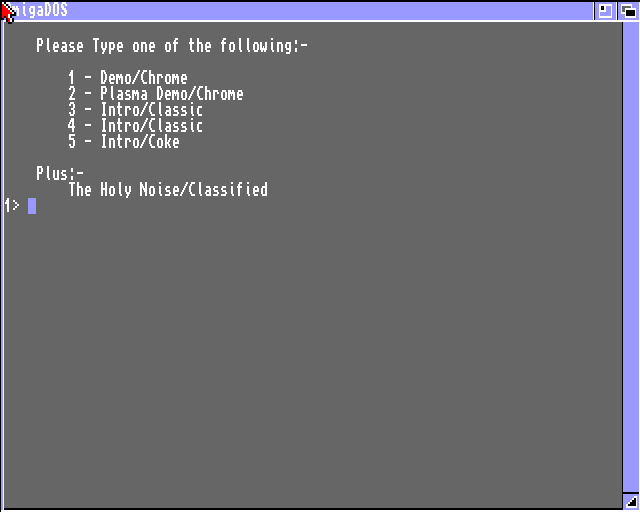 migaDOS
Please Type one of the following:-
1 - Demo/Chrome
2 - Plasma Demo/Chrome
3 - Intro/Classic
4 - Intro/Classic
5 - Intro/Coke
Plus:-
The Holy Noise/Classified
1>